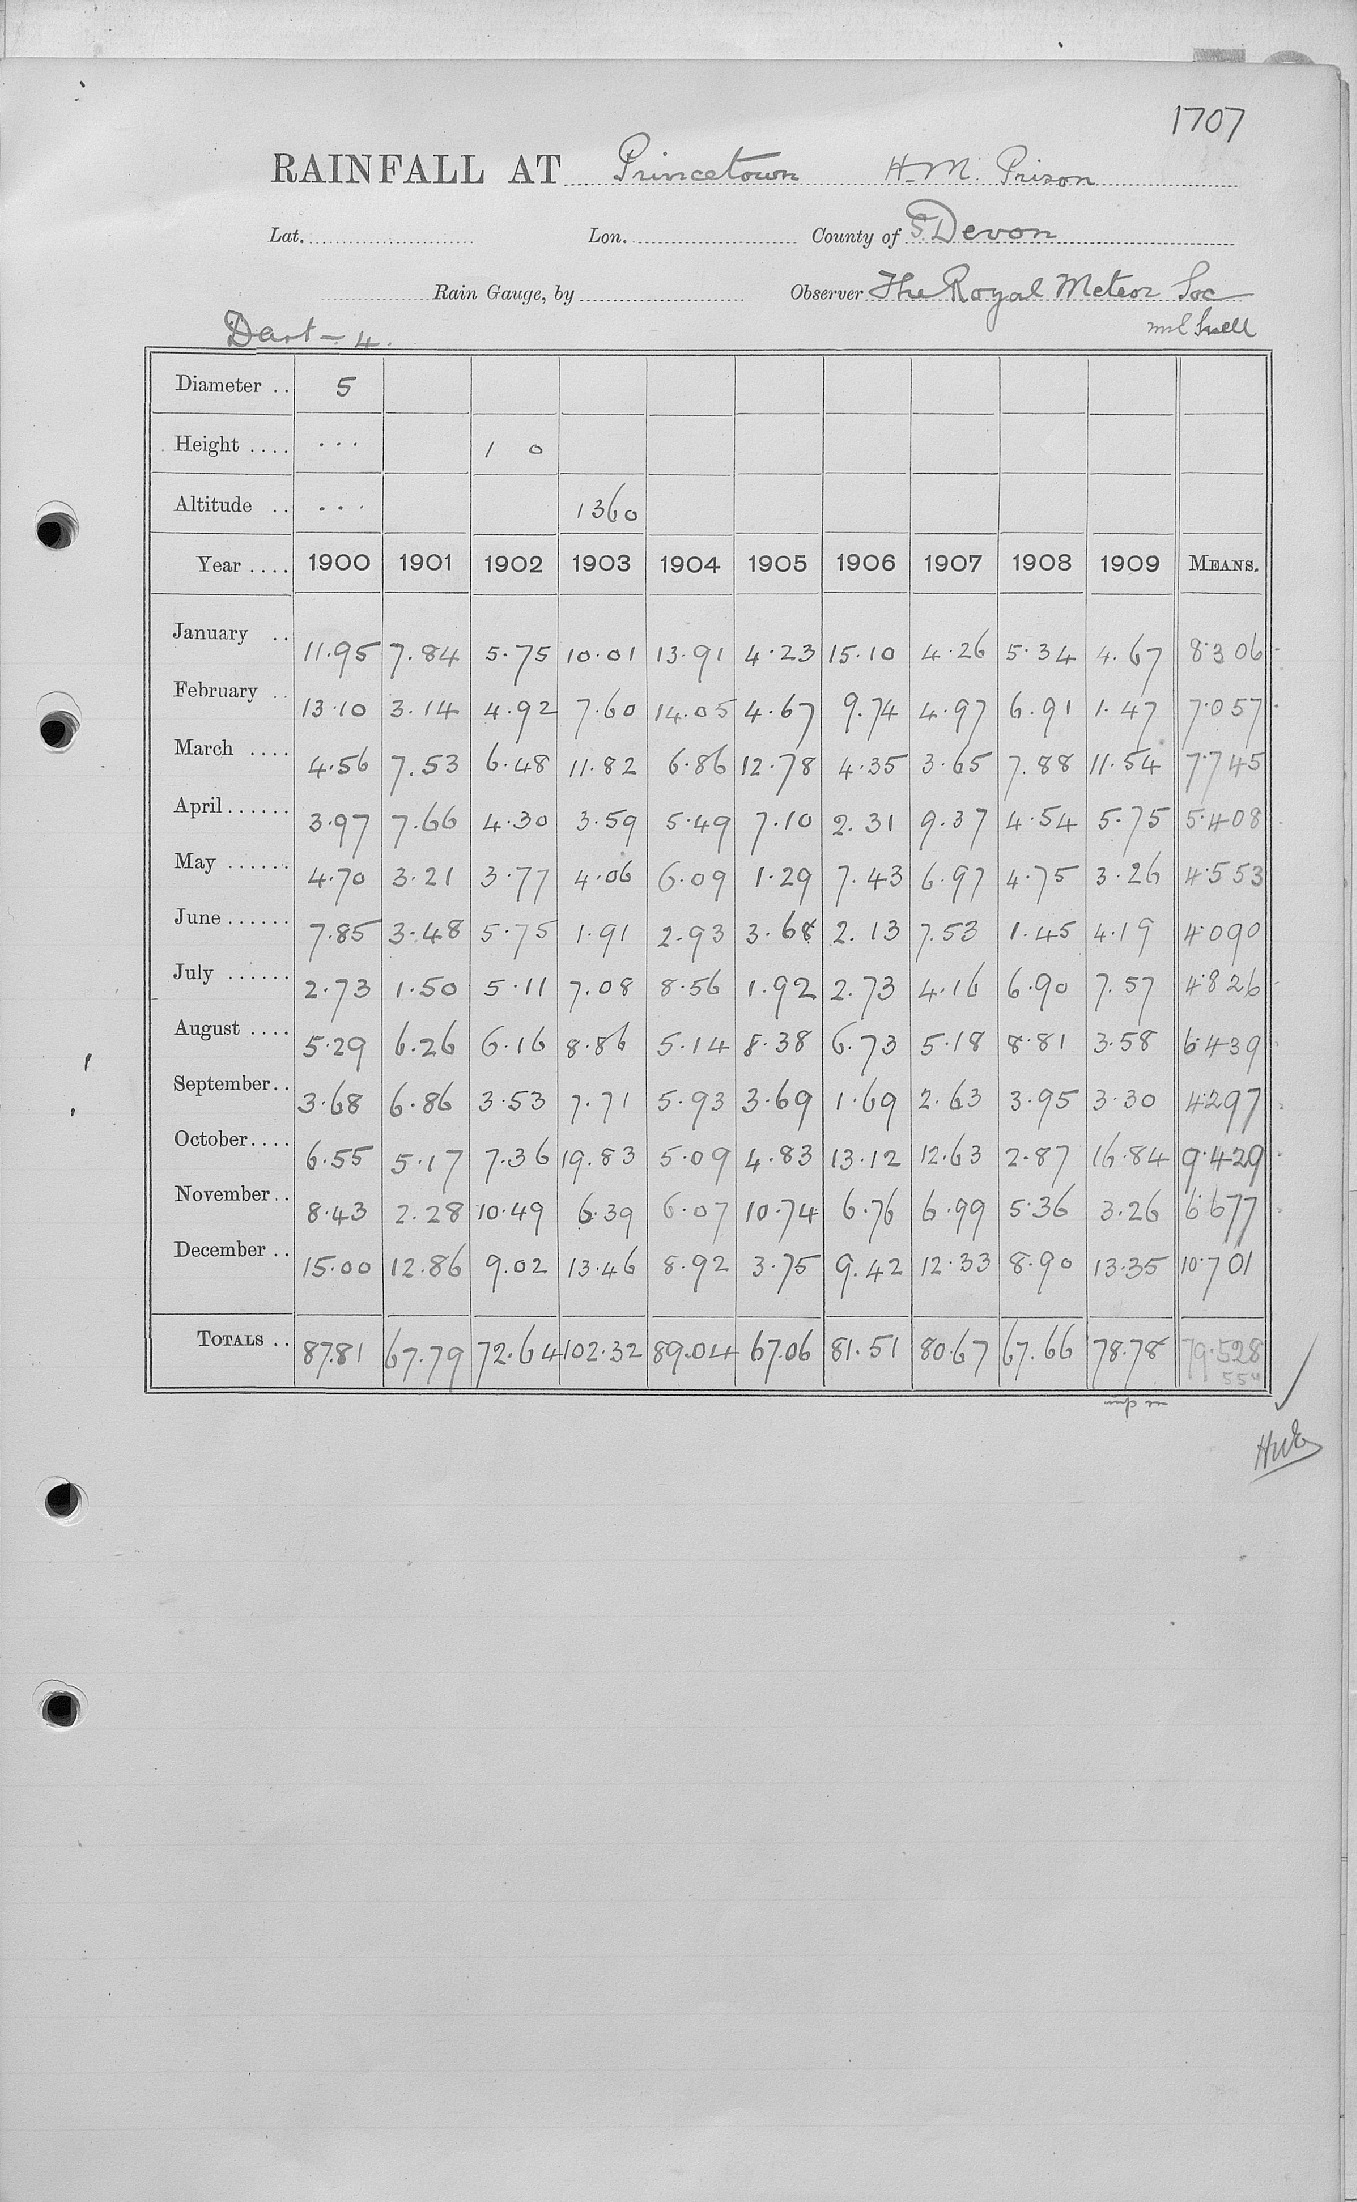 1707
RAINFALL AT Princetown H.M. Prison
Lat. Lon. County of S. Devon
Rain Gauge, by Observer The Royal Meteor Soc
Dart - 4.
Diameter .. 5
Height .... ... 1 0
Altitude .. ... 1360
Year .... 1900 1901 1902 1903 1904 1905 1906 1907 1908 1909 MEANS.
January .. 11.95 7.84 5.75 10.01 13.91 4.23 15.10 4.26 5.34 4.67 8.306
February .. 13.10 3.14 4.92 7.60 14.05 4.67 9.74 4.97 6.91 1.47 7.057
March .... 4.56 7.53 6.48 11.82 6.86 12.78 4.35 3.65 7.88 11.54 7.745
April...... 3.97 7.66 4.30 3.59 5.49 7.10 2.31 9.37 4.54 5.75 5.408
May ...... 4.70 3.21 3.77 4.06 6.09 1.29 7.43 6.97 4.75 3.26 4.553
June...... 7.85 3.48 5.75 1.91 2.93 3.68 2.13 7.53 1.45 4.19 4.090
July ...... 2.73 1.50 5.11 7.08 8.56 1.92 2.73 4.16 6.90 7.57 4.826
August .... 5.29 6.26 6.16 8.86 5.14 8.38 6.73 5.18 8.81 3.58 6.439
September.. 3.68 6.86 3.53 7.71 5.93 3.69 1.69 2.63 3.95 3.30 4.297
October.... 6.55 5.17 7.36 19.83 5.09 4.83 13.12 12.63 2.87 16.84 9.429
November.. 8.43 2.28 10.49 6.39 6.07 10.74 6.76 6.99 5.36 3.26 6.677
December .. 15.00 12.86 9.02 13.46 8.92 3.75 9.42 12.33 8.90 13.35 10.701
TOTALS .. 87.81 67.79 72.64 102.32 89.04 67.06 81.51 80.67 67.66 78.78 79.528